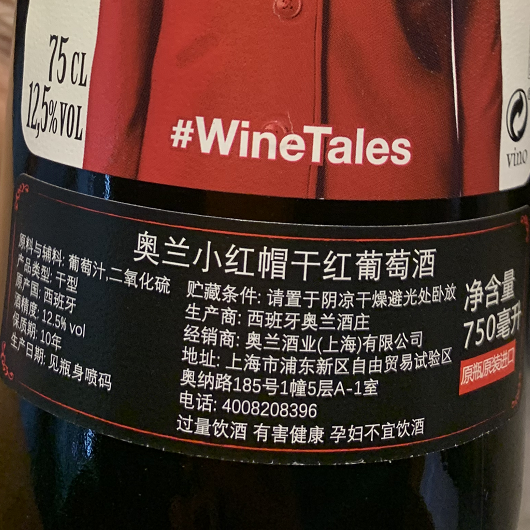 75 CL
12,5%VOL
#WineTales
vino
奥兰小红帽干红葡萄酒
原料与辅料: 葡萄汁,二氧化硫
产品类型: 干型
原产国: 西班牙
酒精度: 12.5% vol
保质期: 10年
生产日期: 见瓶身喷码
贮藏条件: 请置于阴凉干燥避光处卧放
生产商: 西班牙奥兰酒庄
经销商: 奥兰酒业(上海)有限公司
地址: 上海市浦东新区自由贸易试验区
奥纳路185号1幢5层A-1室
电话: 4008208396
过量饮酒 有害健康 孕妇不宜饮酒
净含量
750毫升
原瓶原装进口